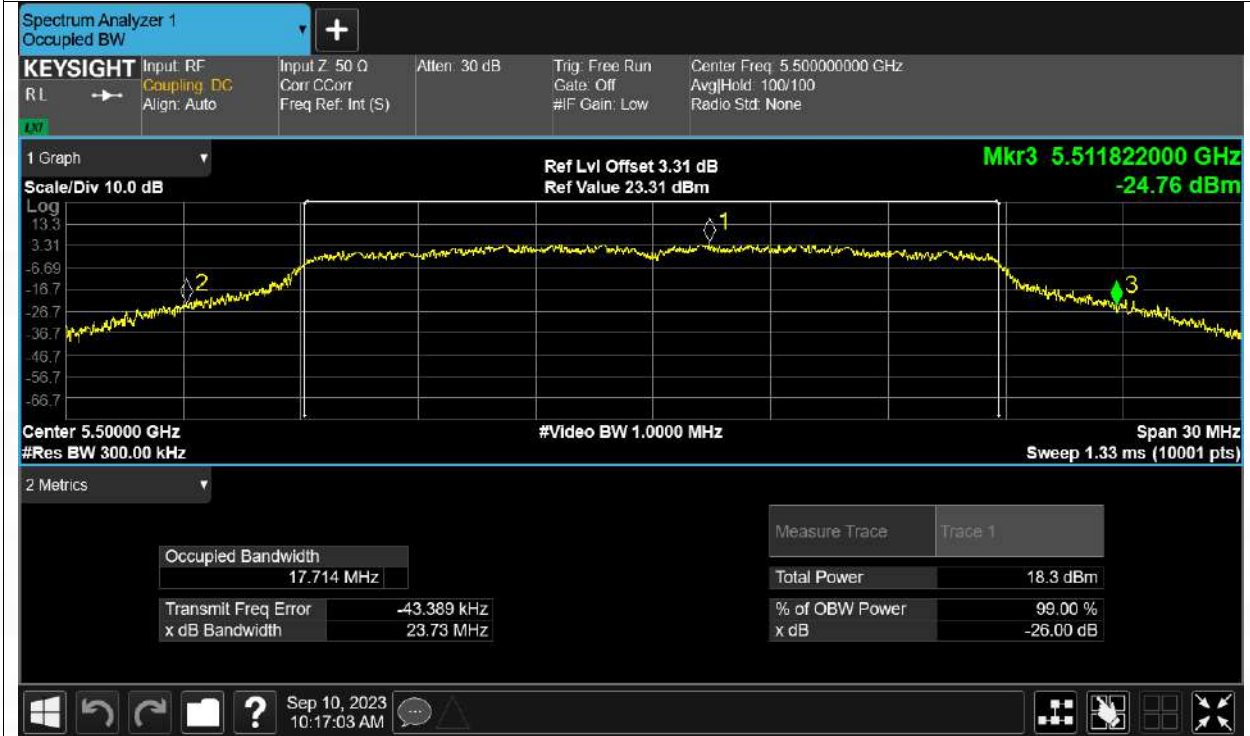 Spectrum Analyzer 1
Occupied BW
+
KEYSIGHT
RL
LXI
Input: RF
Coupling: DC
Align: Auto
Input Z: 50 Ω
Corr CCorr
Freq Ref: Int (S)
Atten: 30 dB
Trig: Free Run
Gate: Off
#IF Gain: Low
Center Freq: 5.500000000 GHz
Avg|Hold: 100/100
Radio Std: None
1 Graph
Scale/Div 10.0 dB
Ref Lvl Offset 3.31 dB
Ref Value 23.31 dBm
Mkr3 5.511822000 GHz
-24.76 dBm
Log
13.3
3.31
-6.69
-16.7
-26.7
-36.7
-46.7
-56.7
-66.7
1
2
3
Center 5.50000 GHz
#Video BW 1.0000 MHz
Span 30 MHz
#Res BW 300.00 kHz
Sweep 1.33 ms (10001 pts)
2 Metrics
Measure Trace Trace 1
Occupied Bandwidth
17.714 MHz
Total Power 18.3 dBm
Transmit Freq Error -43.389 kHz
% of OBW Power 99.00 %
x dB Bandwidth 23.73 MHz
x dB -26.00 dB
?
Sep 10, 2023
10:17:03 AM